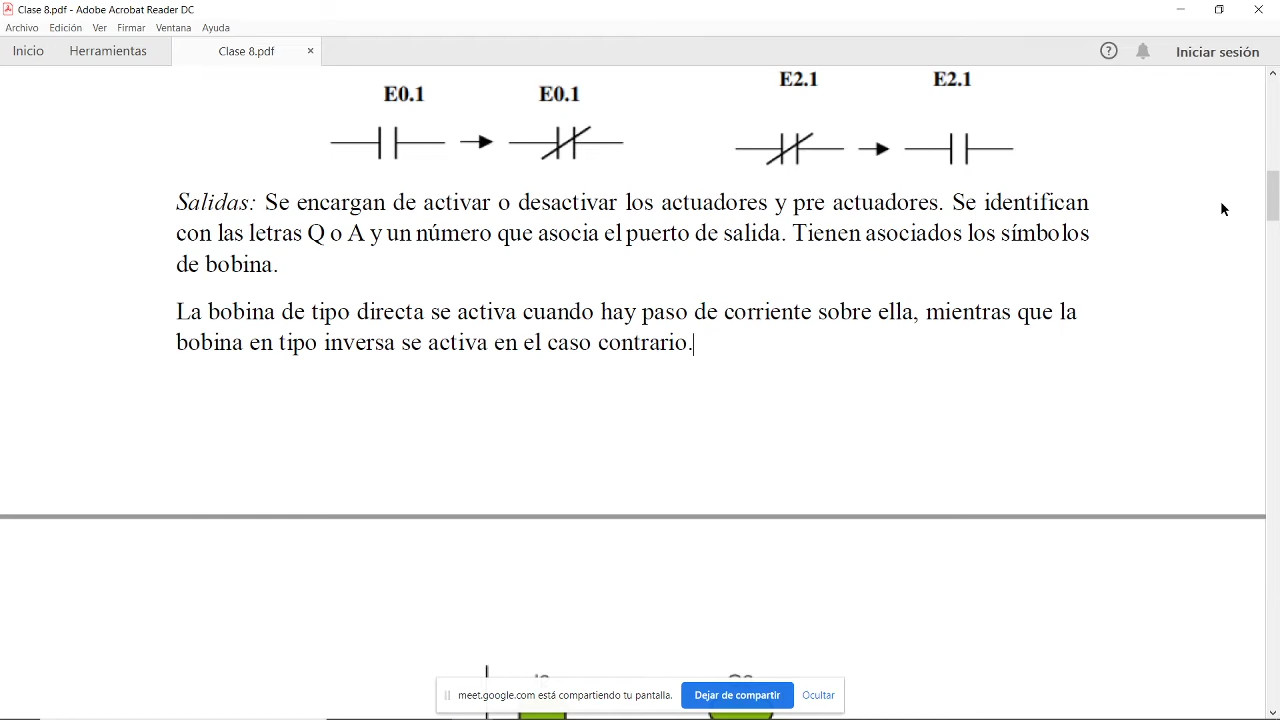 Clase 8.pdf - Adobe Acrobat Reader DC
Archivo Edición Ver Firmar Ventana Ayuda
Inicio Herramientas Clase 8.pdf × Iniciar sesión
E0.1 E0.1 E2.1 E2.1
Salidas: Se encargan de activar o desactivar los actuadores y pre actuadores. Se identifican
con las letras Q o A y un número que asocia el puerto de salida. Tienen asociados los símbolos
de bobina.
La bobina de tipo directa se activa cuando hay paso de corriente sobre ella, mientras que la
bobina en tipo inversa se activa en el caso contrario.
meet.google.com está compartiendo tu pantalla. Dejar de compartir Ocultar